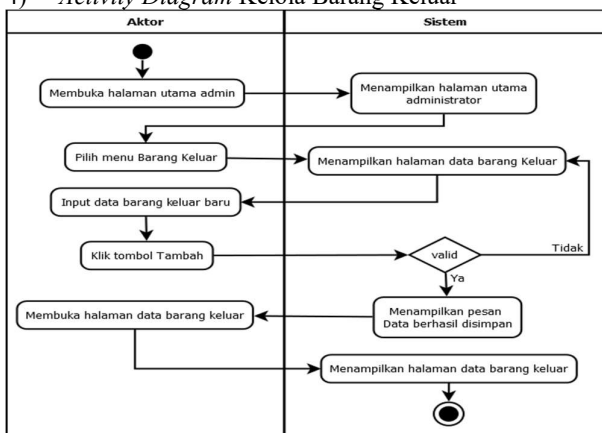 4) Activity Diagram Kelola Barang Keluar
Aktor
Sistem
Membuka halaman utama admin
Menampilkan halaman utama
administrator
Pilih menu Barang Keluar
Menampilkan halaman data barang Keluar
Input data barang keluar baru
Klik tombol Tambah
valid
Tidak
Ya
Menampilkan pesan
Data berhasil disimpan
Membuka halaman data barang keluar
Menampilkan halaman data barang keluar